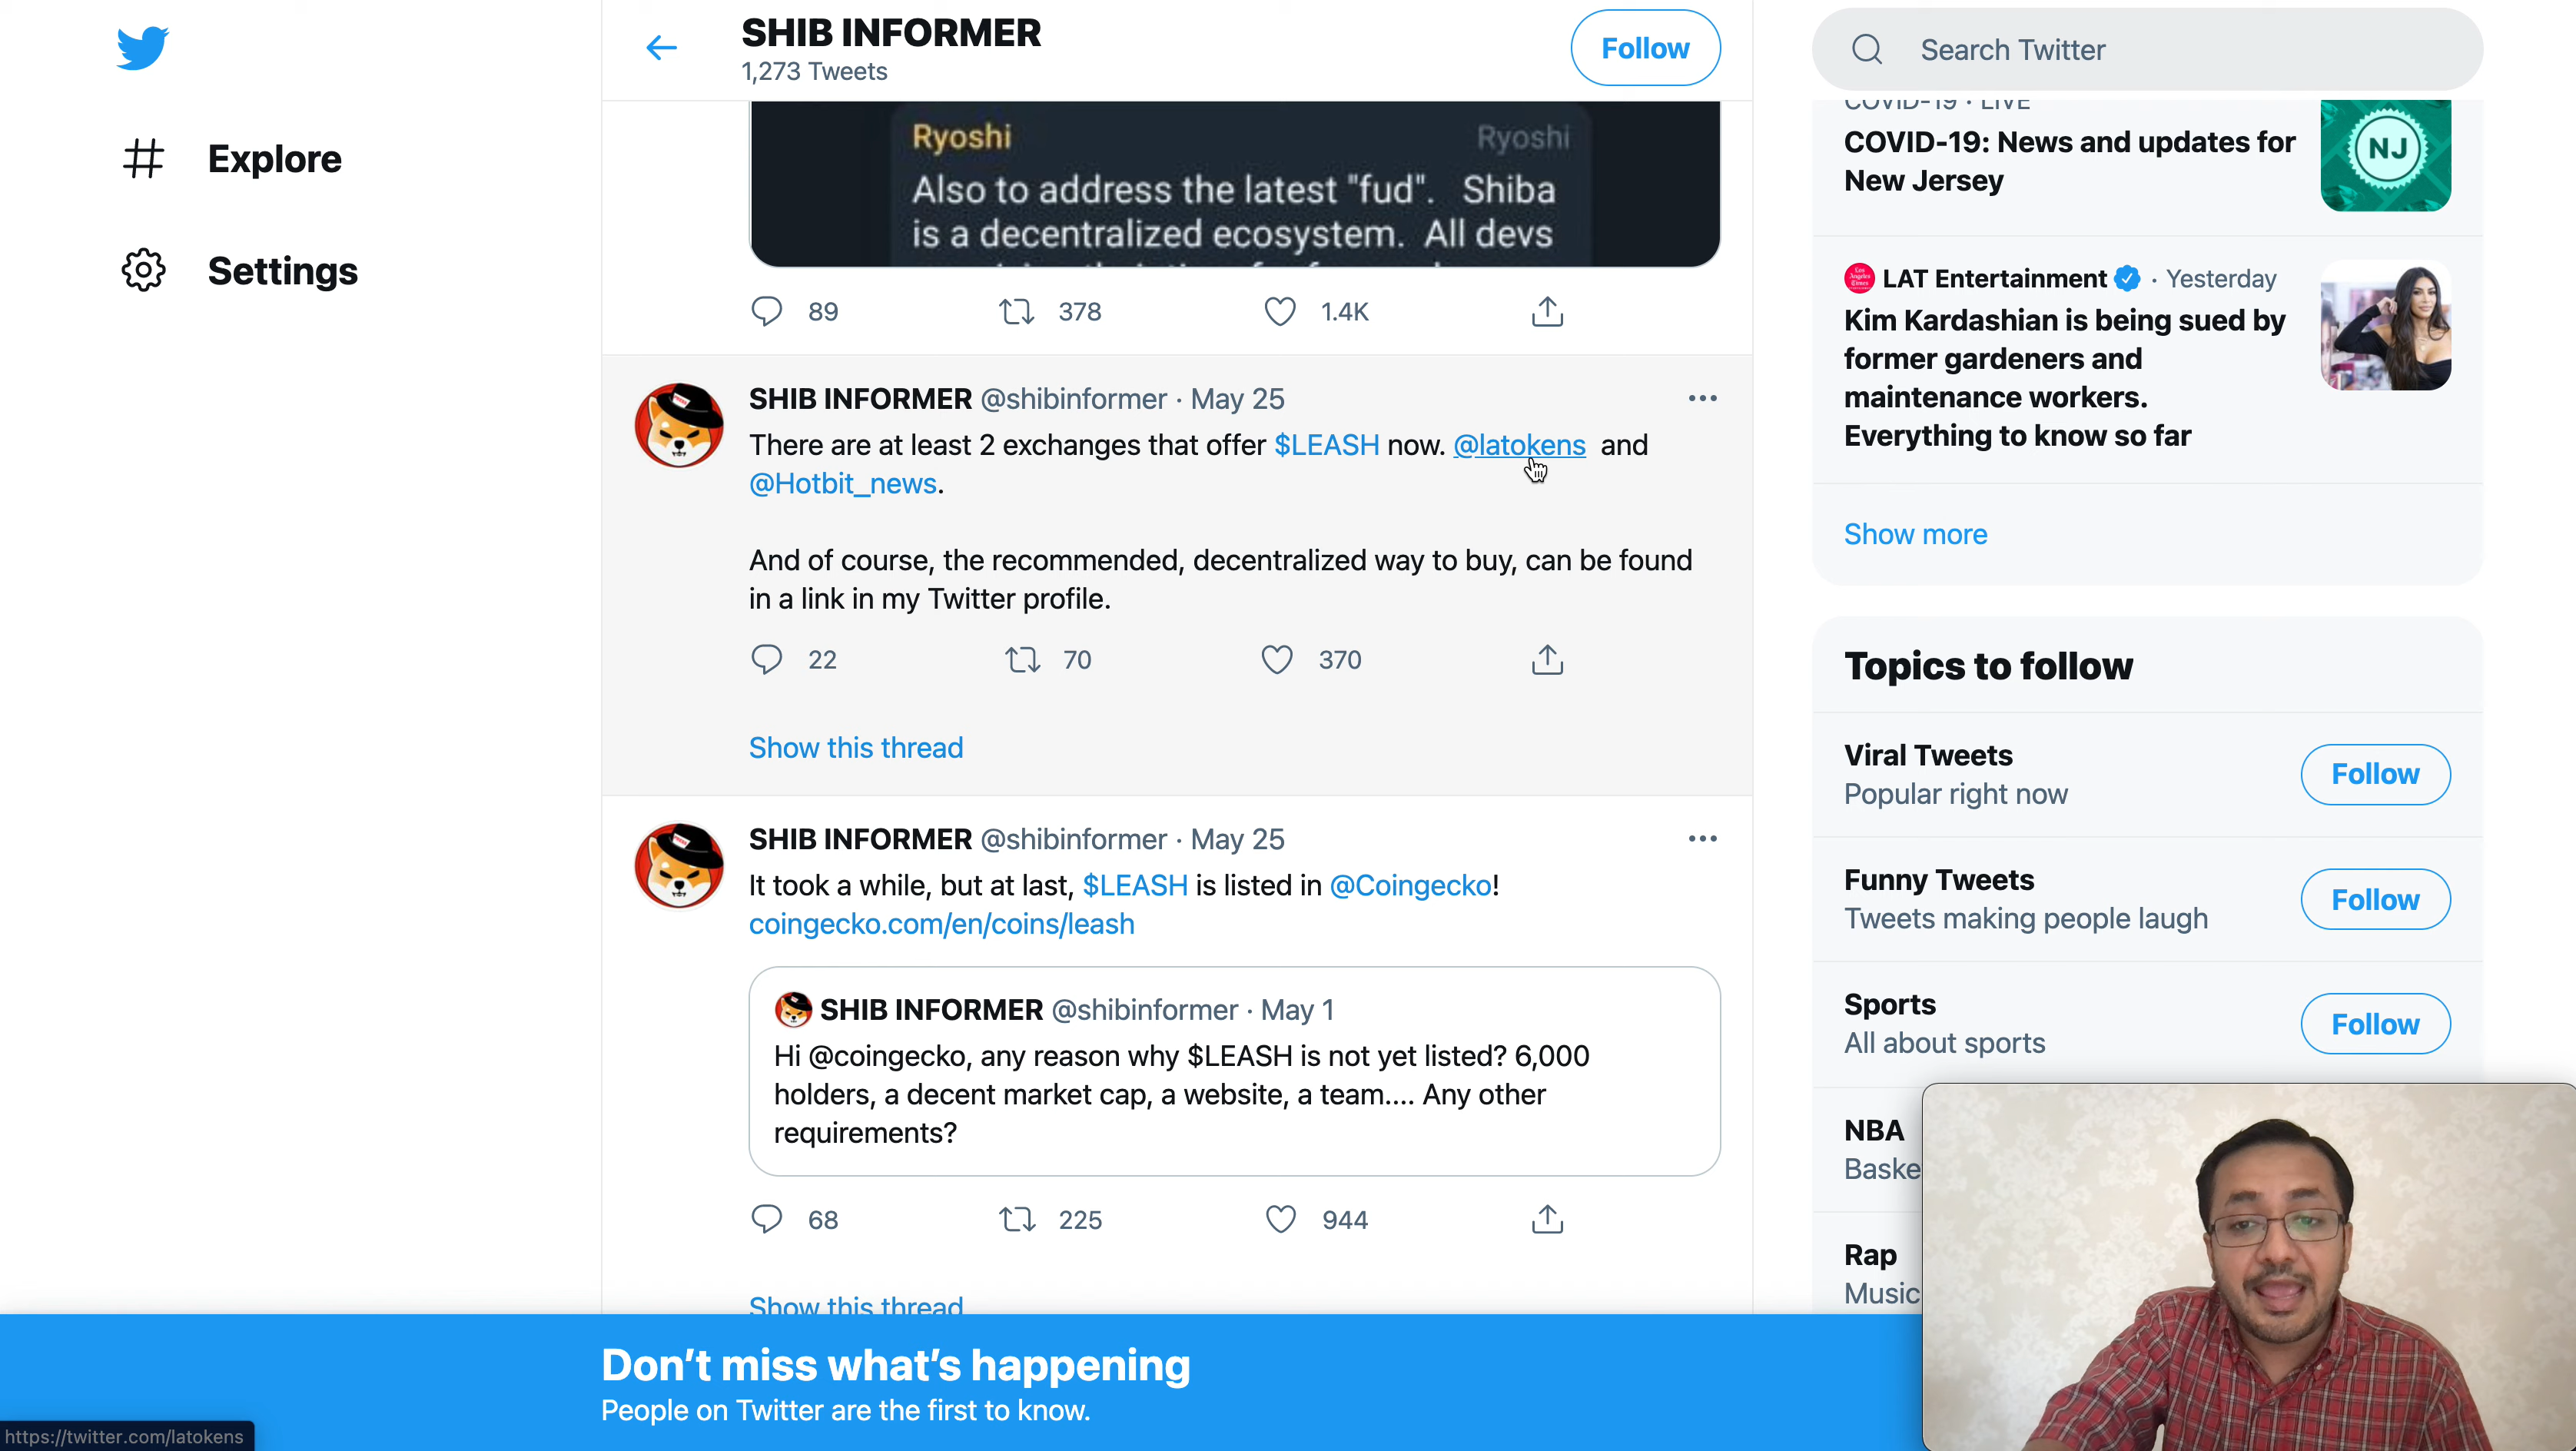 SHIB INFORMER
1,273 Tweets
Follow
Search Twitter
Explore
Settings
Ryoshi
Ryoshi
Also to address the latest "fud". Shiba
is a decentralized ecosystem. All devs
89 378 1.4K
SHIB INFORMER @shibinformer · May 25
There are at least 2 exchanges that offer $LEASH now. @latokens and
@Hotbit_news.
And of course, the recommended, decentralized way to buy, can be found
in a link in my Twitter profile.
22 70 370
Show this thread
SHIB INFORMER @shibinformer · May 25
It took a while, but at last, $LEASH is listed in @Coingecko!
coingecko.com/en/coins/leash
SHIB INFORMER @shibinformer · May 1
Hi @coingecko, any reason why $LEASH is not yet listed? 6,000
holders, a decent market cap, a website, a team.... Any other
requirements?
68 225 944
Show this thread
COVID-19 · LIVE
COVID-19: News and updates for
New Jersey
NJ
LAT Entertainment · Yesterday
Kim Kardashian is being sued by
former gardeners and
maintenance workers.
Everything to know so far
Show more
Topics to follow
Viral Tweets
Popular right now
Follow
Funny Tweets
Tweets making people laugh
Follow
Sports
All about sports
Follow
NBA
Baske
Rap
Music
Don't miss what's happening
People on Twitter are the first to know.
https://twitter.com/latokens